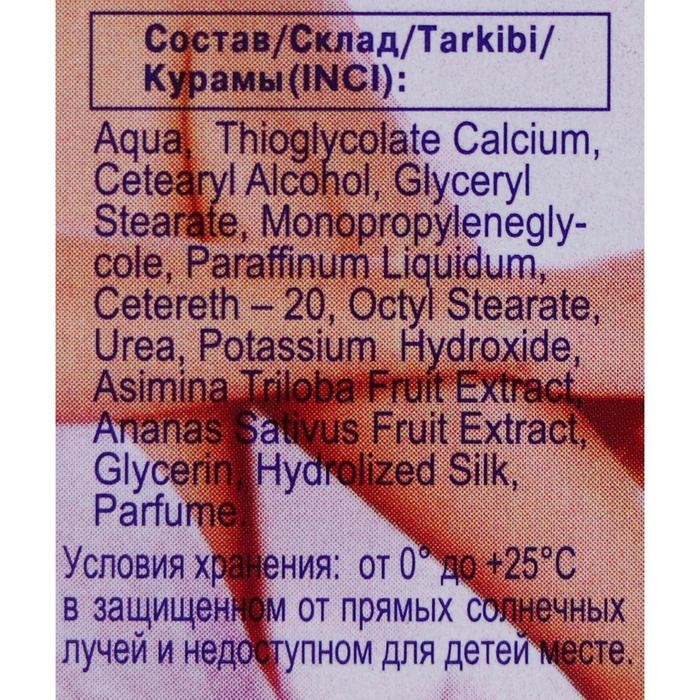 Состав/Склад/Tarkibi/
Курамы(INCI):
Aqua, Thioglycolate Calcium,
Cetearyl Alcohol, Glyceryl
Stearate, Monopropylenegly-
cole, Paraffinum Liquidum,
Cetereth – 20, Octyl Stearate,
Urea, Potassium Hydroxide,
Asimina Triloba Fruit Extract,
Ananas Sativus Fruit Extract,
Glycerin, Hydrolized Silk,
Parfume.
Условия хранения: от 0° до +25°C
в защищенном от прямых солнечных
лучей и недоступном для детей месте.